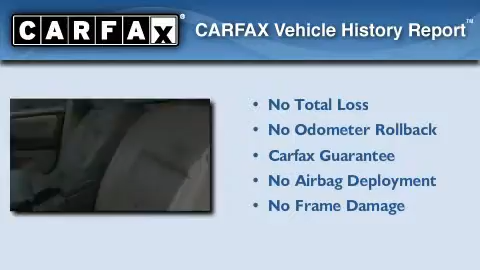 CARFAX®
CARFAX Vehicle History Report™
• No Total Loss
• No Odometer Rollback
• Carfax Guarantee
• No Airbag Deployment
• No Frame Damage